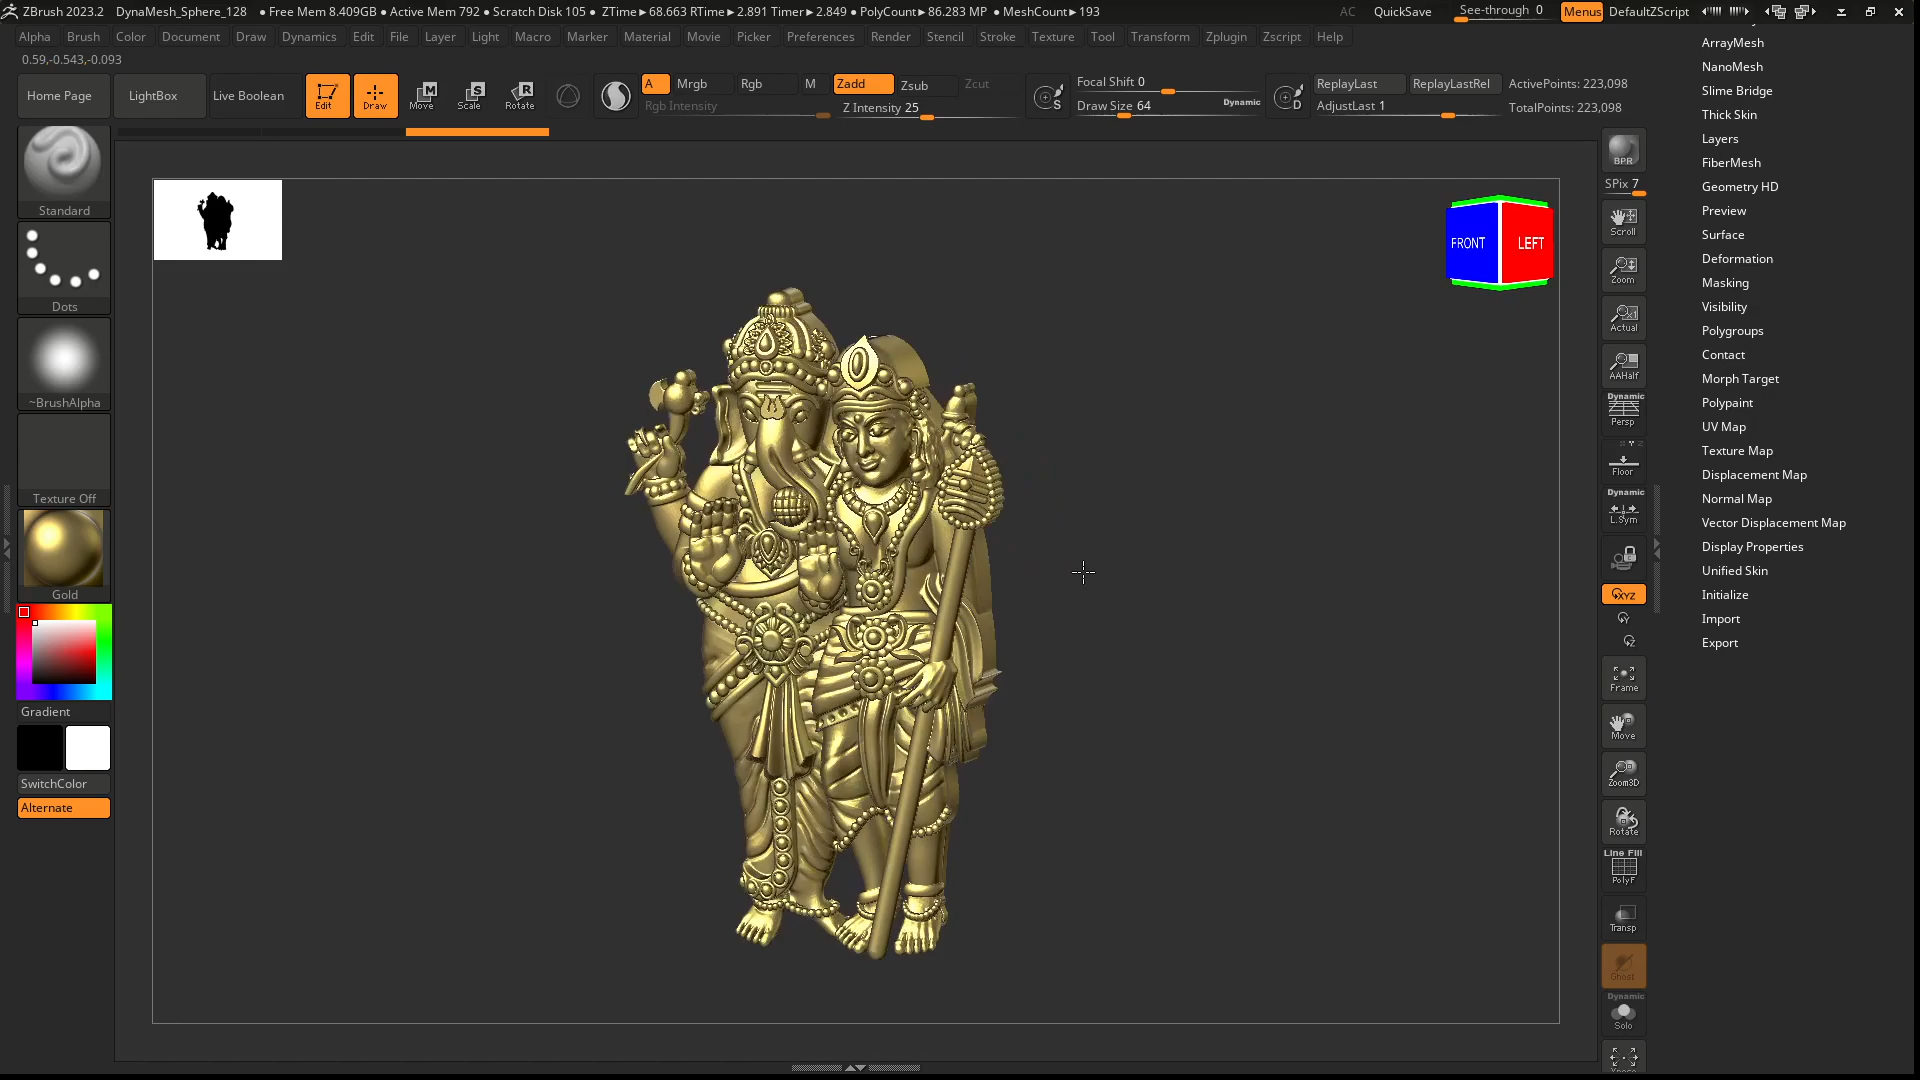 ZBrush 2023.2 DynaMesh_Sphere_128 ● Free Mem 8.409GB ● Active Mem 792 ● Scratch Disk 105 ● ZTime►68.663 RTime►2.891 Timer►2.849 ● PolyCount►86.283 MP ● MeshCount►193 AC QuickSave See-through 0 Menus DefaultZScript
Alpha Brush Color Document Draw Dynamics Edit File Layer Light Macro Marker Material Movie Picker Preferences Render Stencil Stroke Texture Tool Transform Zplugin Zscript Help
0.59,-0.543,-0.093
Home Page LightBox Live Boolean Edit Draw Move Scale Rotate
M S R
A Mrgb Rgb M Zadd Zsub Zcut
Rgb Intensity Z Intensity 25
S Focal Shift 0
Draw Size 64 Dynamic
D ReplayLast ReplayLastRel ActivePoints: 223,098
AdjustLast 1 TotalPoints: 223,098
Standard
Dots
~BrushAlpha
Texture Off
Gold
Gradient
SwitchColor
Alternate
FRONT LEFT
BPR
SPix 7
Scroll
Zoom
Actual
AAHalf
Dynamic
Persp
Floor
Dynamic
L.Sym
XYZ
Y
Z
Frame
Move
Zoom3D
Rotate
Line Fill
PolyF
Transp
Ghost
Dynamic
Solo
ArrayMesh
NanoMesh
Slime Bridge
Thick Skin
Layers
FiberMesh
Geometry HD
Preview
Surface
Deformation
Masking
Visibility
Polygroups
Contact
Morph Target
Polypaint
UV Map
Texture Map
Displacement Map
Normal Map
Vector Displacement Map
Display Properties
Unified Skin
Initialize
Import
Export